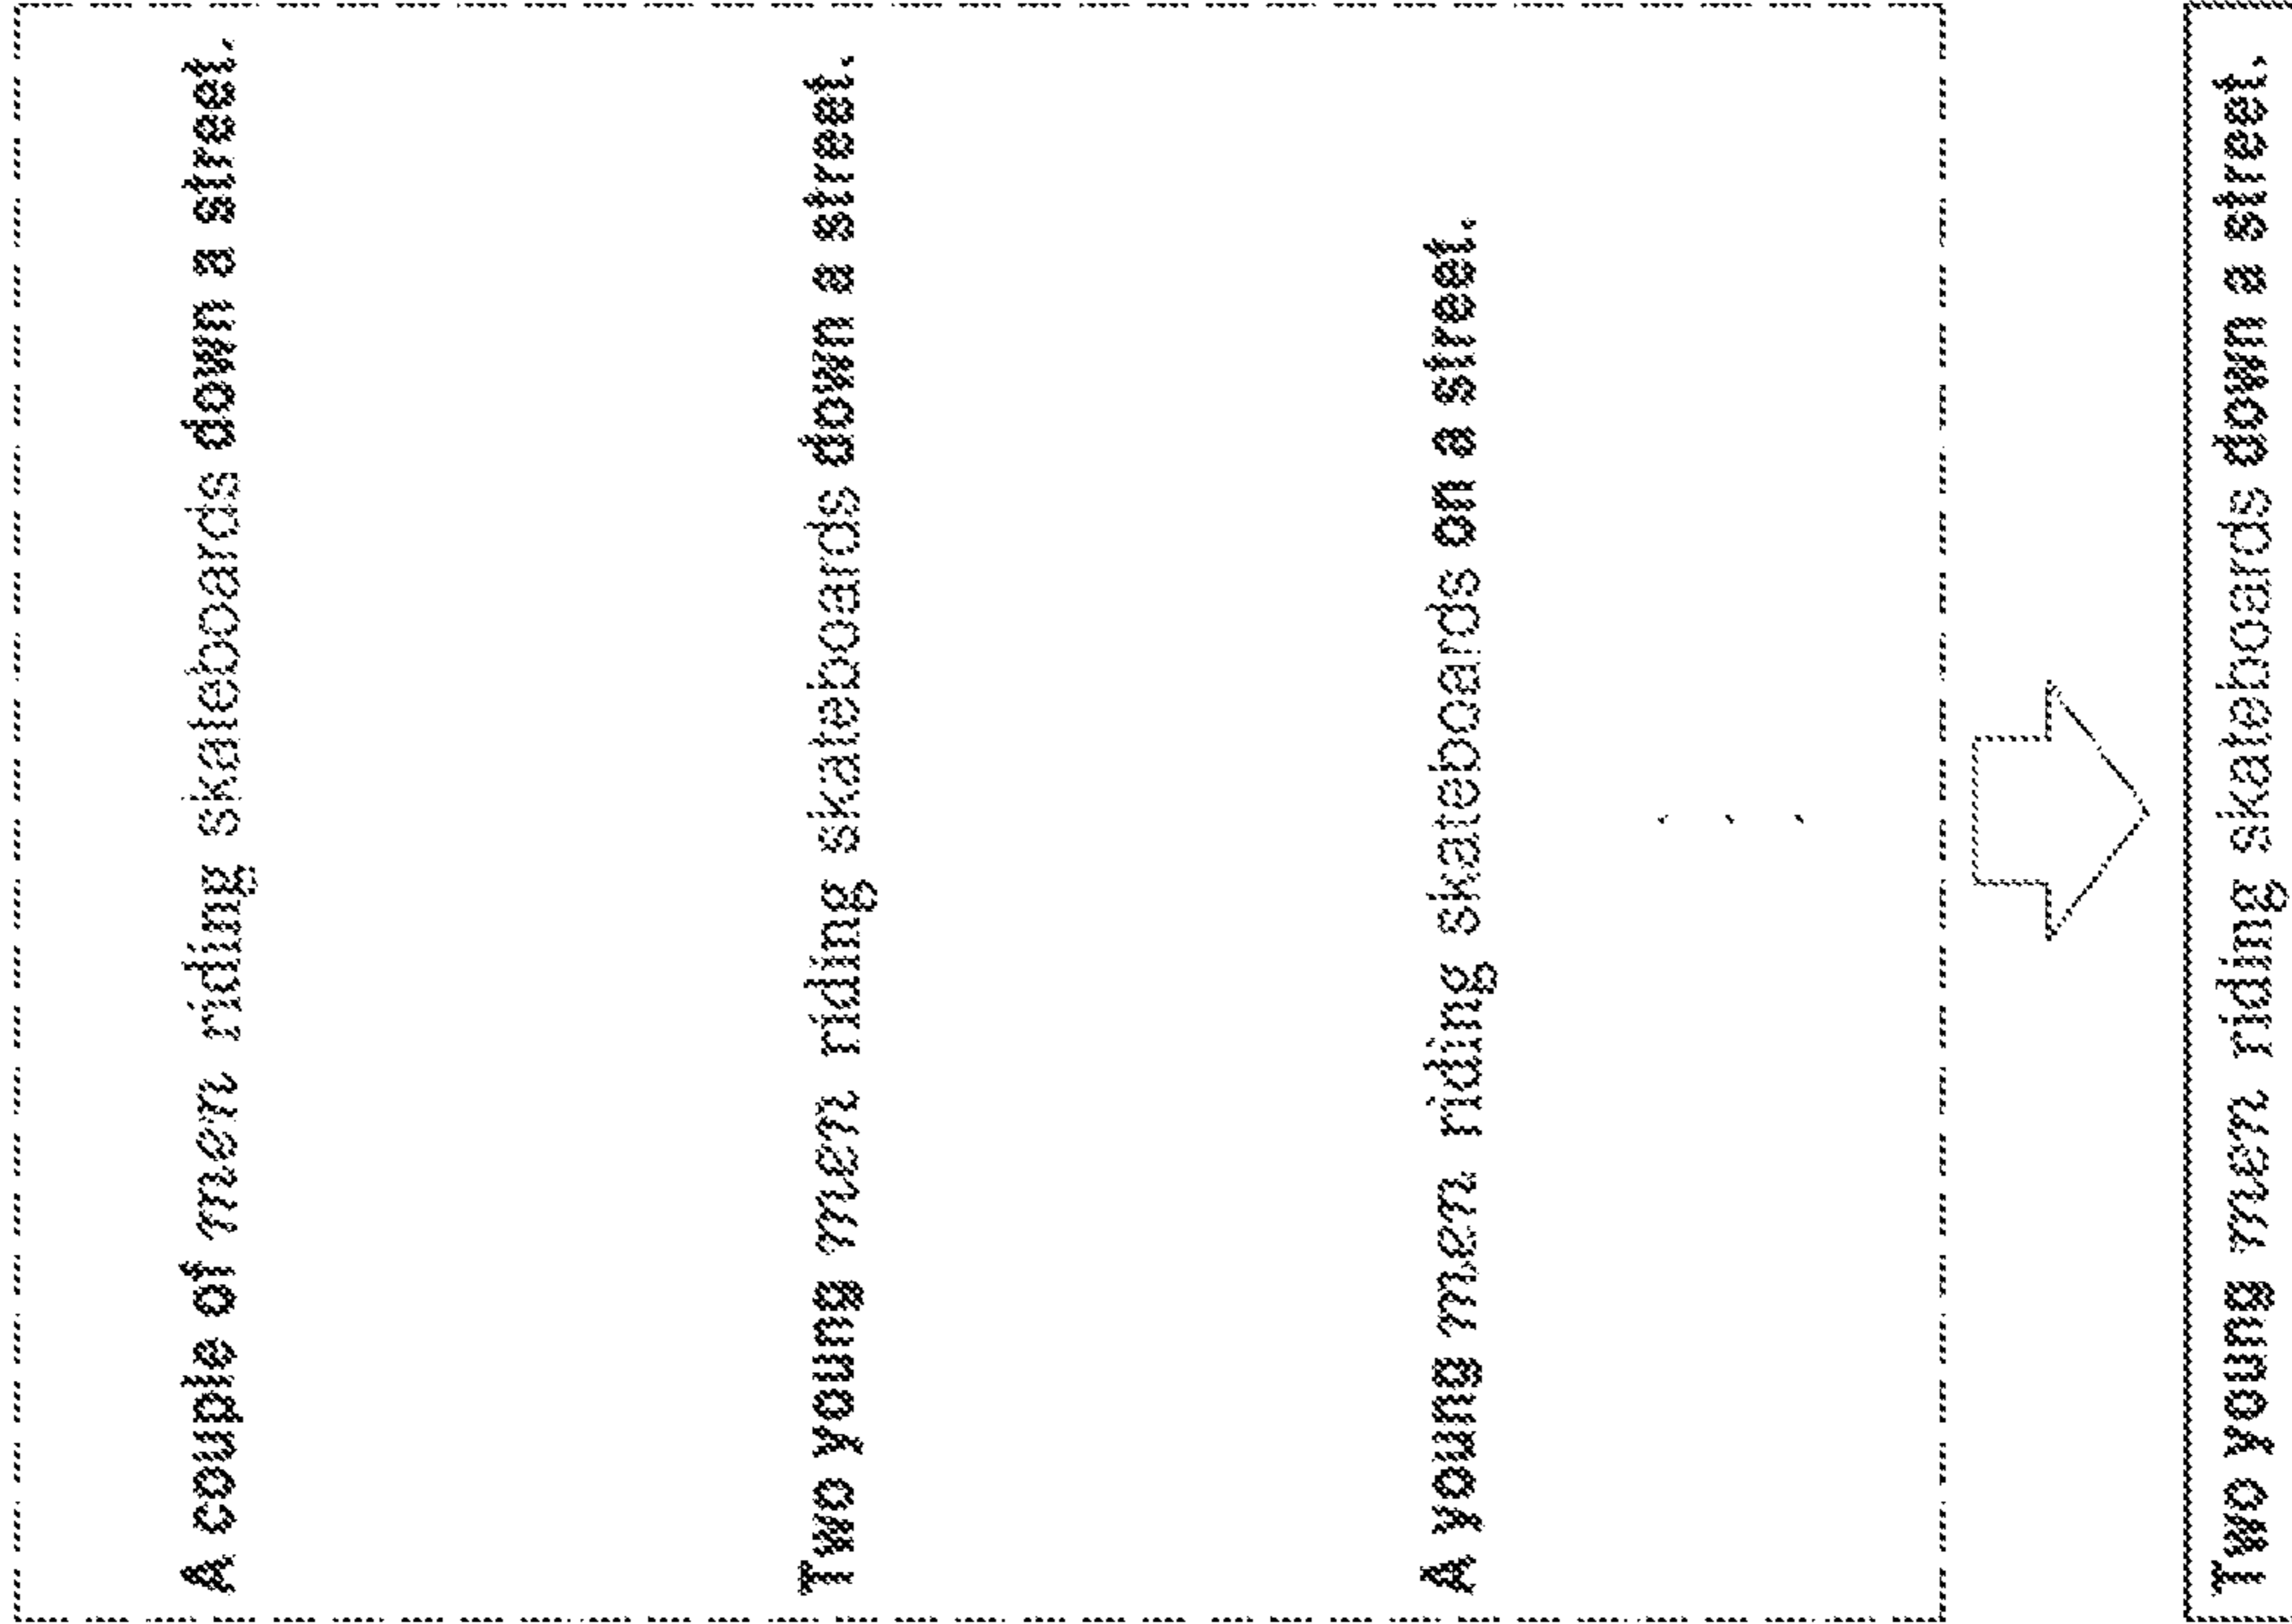 A couple of men riding skateboards down a street.
Two young men riding skateboards down a street.
A young men riding skateboards on a street.
. . .
Two young men riding skateboards down a street.